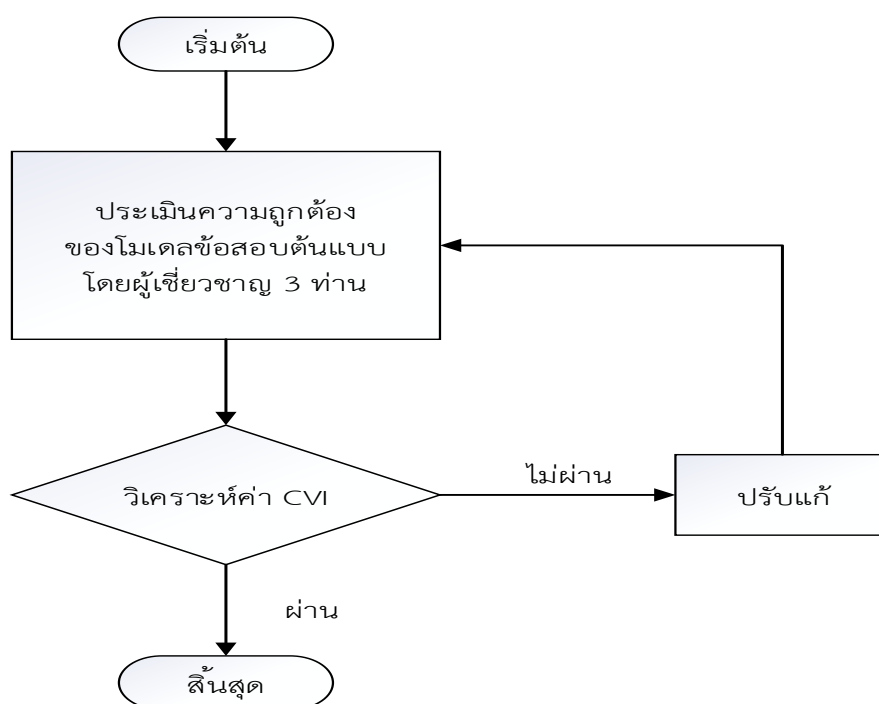 เริ่มต้น
ประเมินความถูกต้อง
ของโมเดลข้อสอบต้นแบบ
โดยผู้เชี่ยวชาญ 3 ท่าน
วิเคราะห์ค่า CVI
ไม่ผ่าน
ปรับแก้
ผ่าน
สิ้นสุด